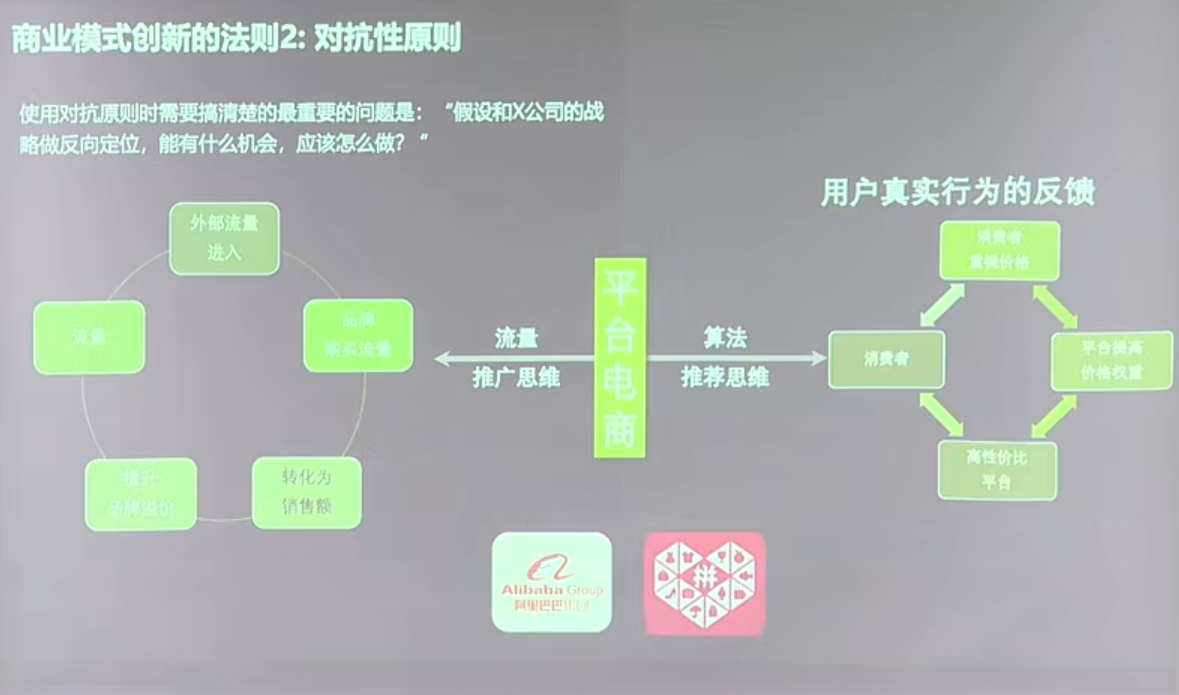 商业模式创新的法则2: 对抗性原则
使用对抗原则时需要搞清楚的最重要的问题是： “假设和X公司的战
略做反向定位，能有什么机会，应该怎么做？”
用户真实行为的反馈
外部流量
进入
品牌
购买流量
转化为
销售额
提升
品牌溢价
流量
平
台
电
商
流量
推广思维
算法
推荐思维
消费者
重视价格
平台提高
价格权重
高性价比
平台
消费者
Alibaba Group
阿里巴巴集团
拼